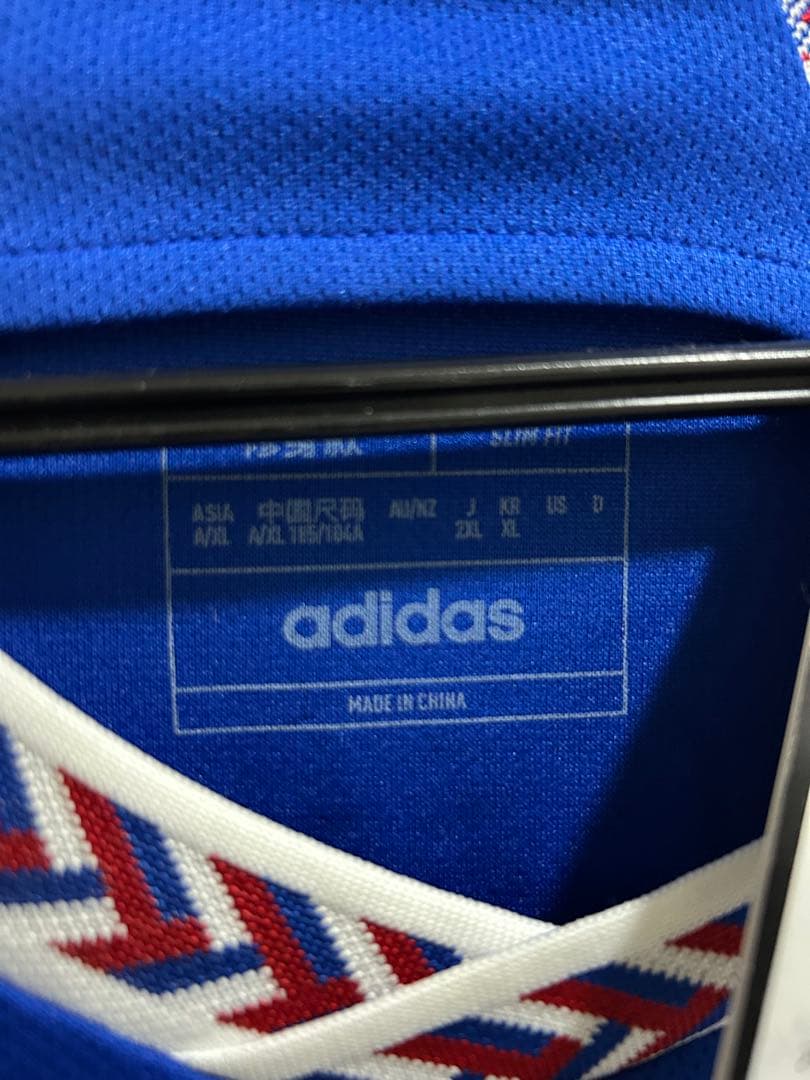 SLIM FIT
ASIA 中国尺码 AU/NZ J KR US D
A/XL A/XL 185/104A 2XL XL
adidas
MADE IN CHINA